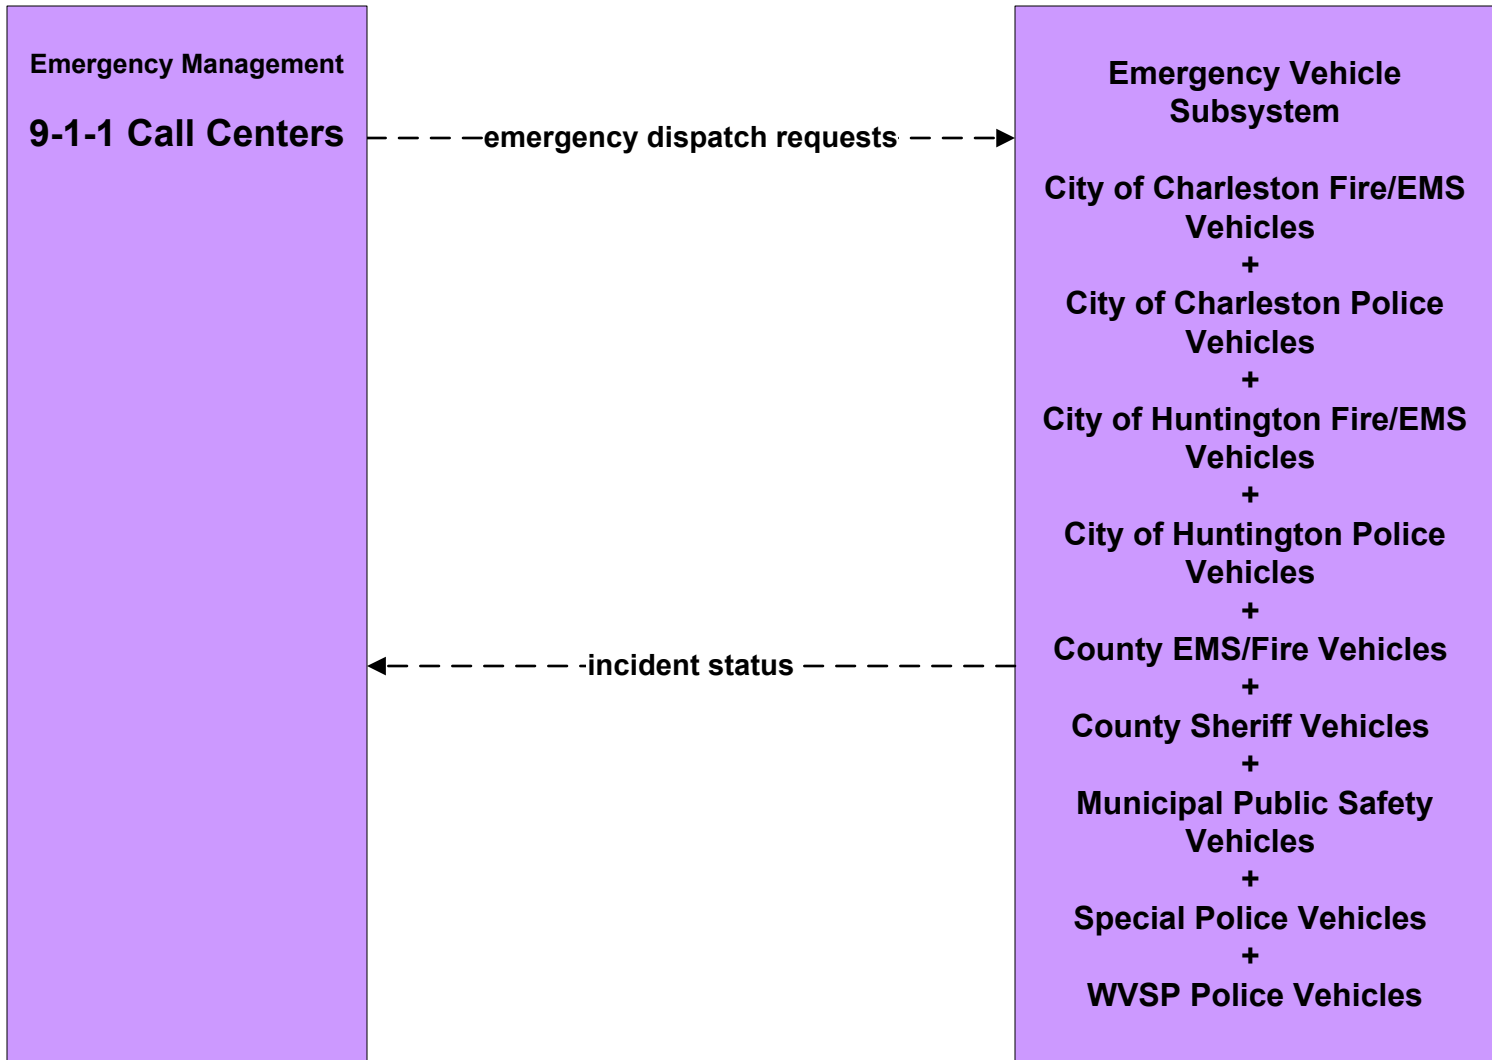 Emergency Management
9-1-1 Call Centers
emergency dispatch requests
incident status
Emergency Vehicle
Subsystem
City of Charleston Fire/EMS
Vehicles
+
City of Charleston Police
Vehicles
+
City of Huntington Fire/EMS
Vehicles
+
City of Huntington Police
Vehicles
+
County EMS/Fire Vehicles
+
County Sheriff Vehicles
+
Municipal Public Safety
Vehicles
+
Special Police Vehicles
+
WVSP Police Vehicles